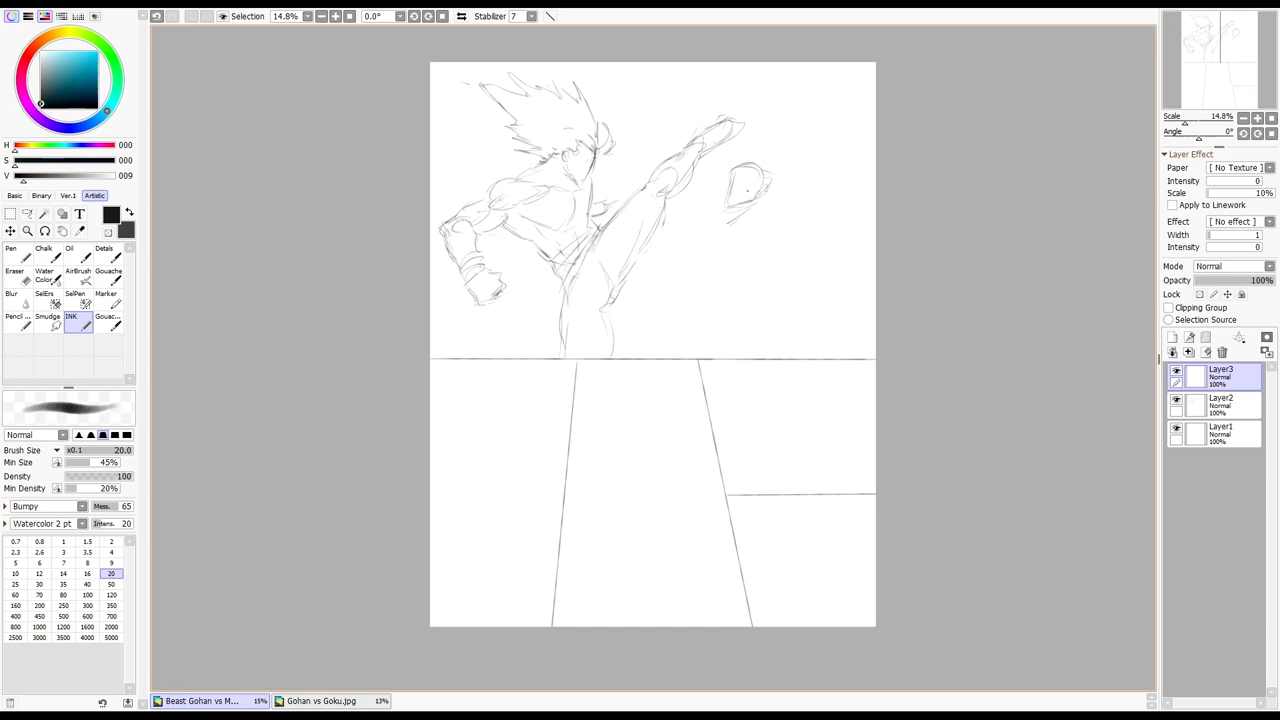 Selection 14.8% 0.0° Stabilizer 7
H 000
S 000
V 009
Basic Binary Ver.1 Artistic
T
Pen Chalk Oil Detals
Eraser Water Color AirBrush Gouache
Blur SelErs SelPen Marker
Pencil ... Smudge INK Gouac...
Normal
Brush Size x0.1 20.0
Min Size 45%
Density 100
Min Density 20%
Bumpy Mess. 65
Watercolor 2 pt Intens. 20
0.7 0.8 1 1.5 2
2.3 2.6 3 3.5 4
5 6 7 8 9
10 12 14 16 20
25 30 35 40 50
60 70 80 100 120
160 200 250 300 350
400 450 500 600 700
800 1000 1200 1600 2000
2500 3000 3500 4000 5000
Beast Gohan vs M... 15% Gohan vs Goku.jpg 13%
Scale 14.8%
Angle 0°
Layer Effect
Paper [ No Texture ]
Intensity 0
Scale 10%
Apply to Linework
Effect [ No effect ]
Width 1
Intensity 0
Mode Normal
Opacity 100%
Lock
Clipping Group
Selection Source
Layer3
Normal
100%
Layer2
Normal
100%
Layer1
Normal
100%